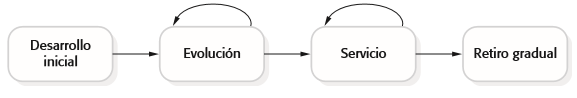 Desarrollo
inicial
Evolución
Servicio
Retiro gradual